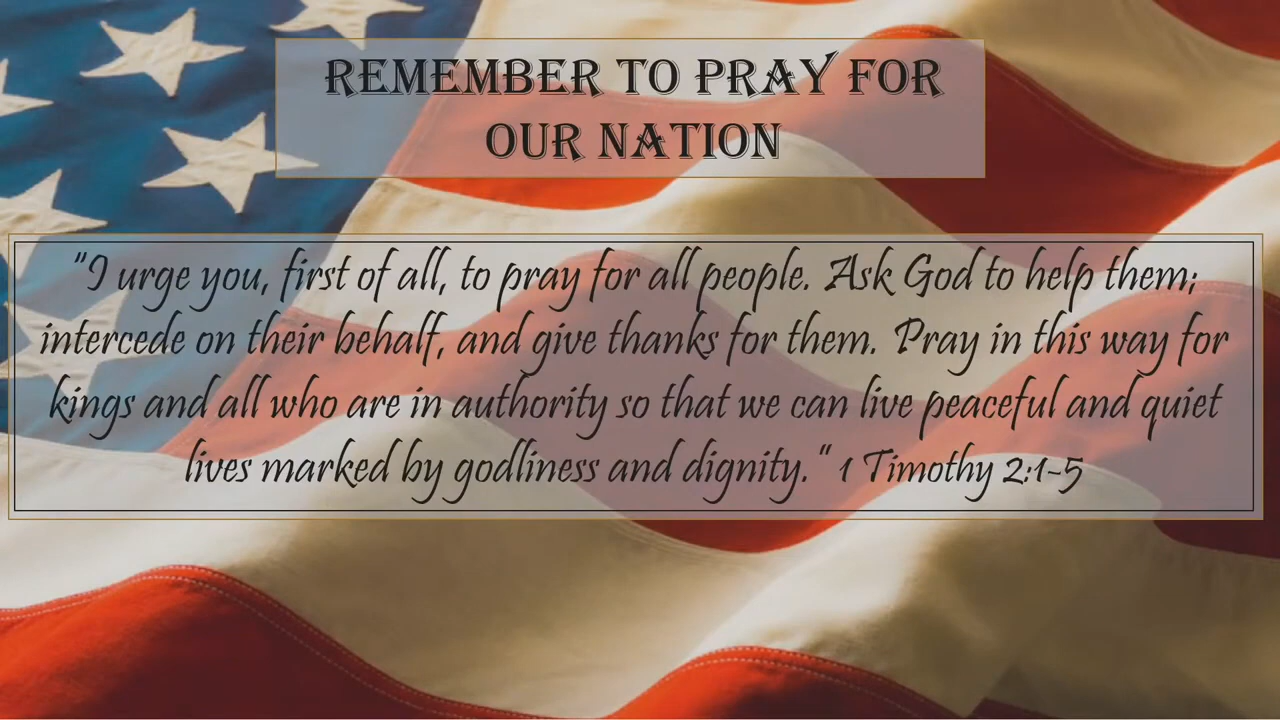 REMEMBER TO PRAY FOR
OUR NATION
"I urge you, first of all, to pray for all people. Ask God to help them;
intercede on their behalf, and give thanks for them. Pray in this way for
kings and all who are in authority so that we can live peaceful and quiet
lives marked by godliness and dignity." 1 Timothy 2:1-5